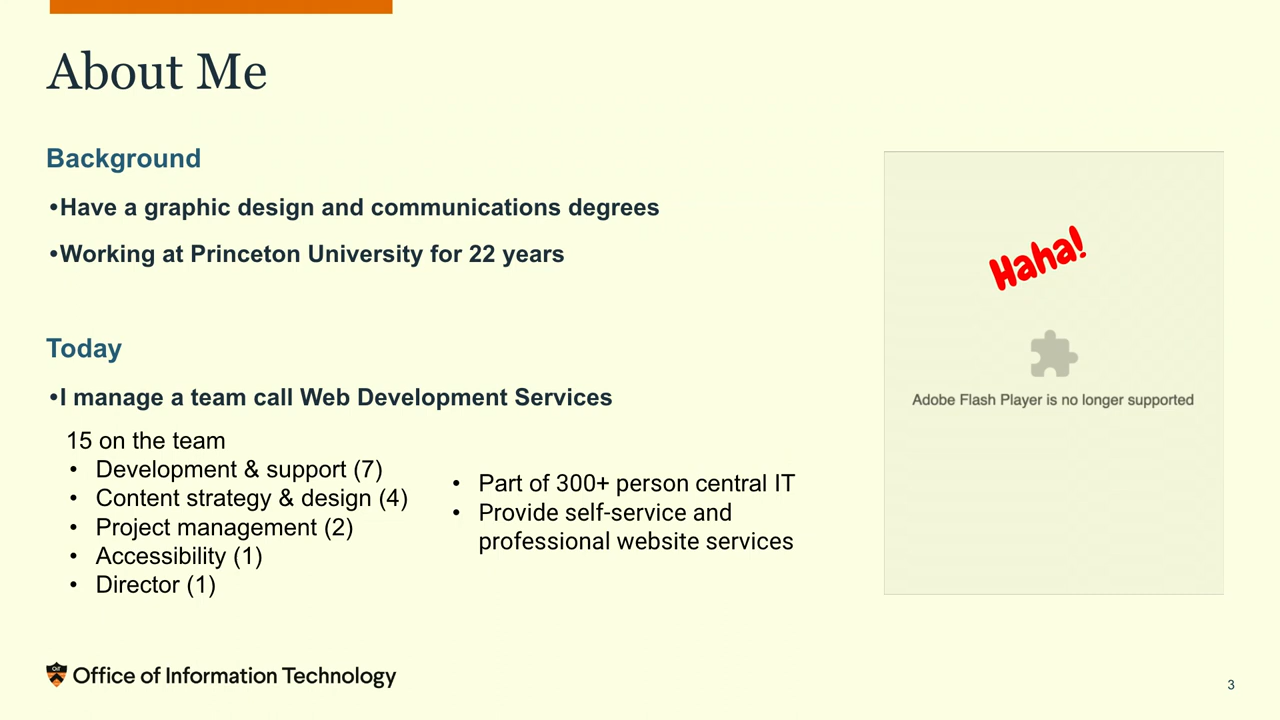 About Me
Background
•Have a graphic design and communications degrees
•Working at Princeton University for 22 years
Today
•I manage a team call Web Development Services
15 on the team
• Development & support (7)
• Content strategy & design (4)
• Project management (2)
• Accessibility (1)
• Director (1)
• Part of 300+ person central IT
• Provide self-service and
professional website services
Haha!
Adobe Flash Player is no longer supported
Office of Information Technology
3